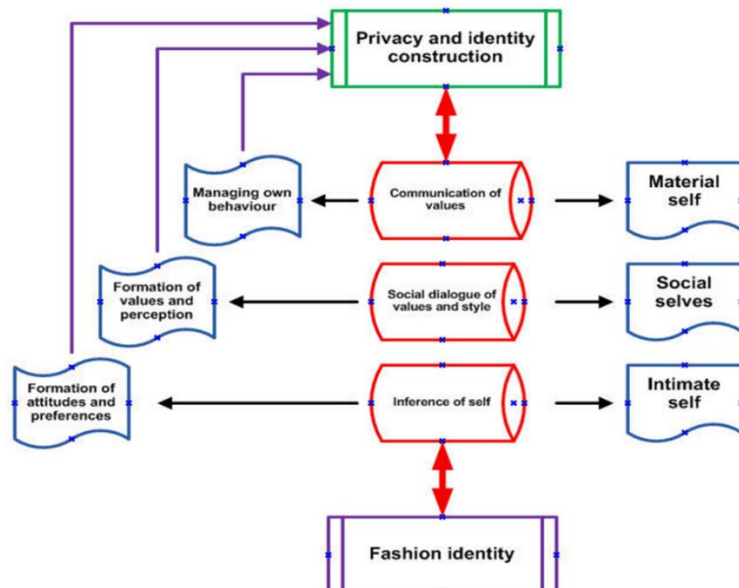 Privacy and identity
construction
Managing own
behaviour
Communication of
values
Material
self
Formation of
values and
perception
Social dialogue of
values and style
Social
selves
Formation of
attitudes and
preferences
Inference of self
Intimate
self
Fashion identity